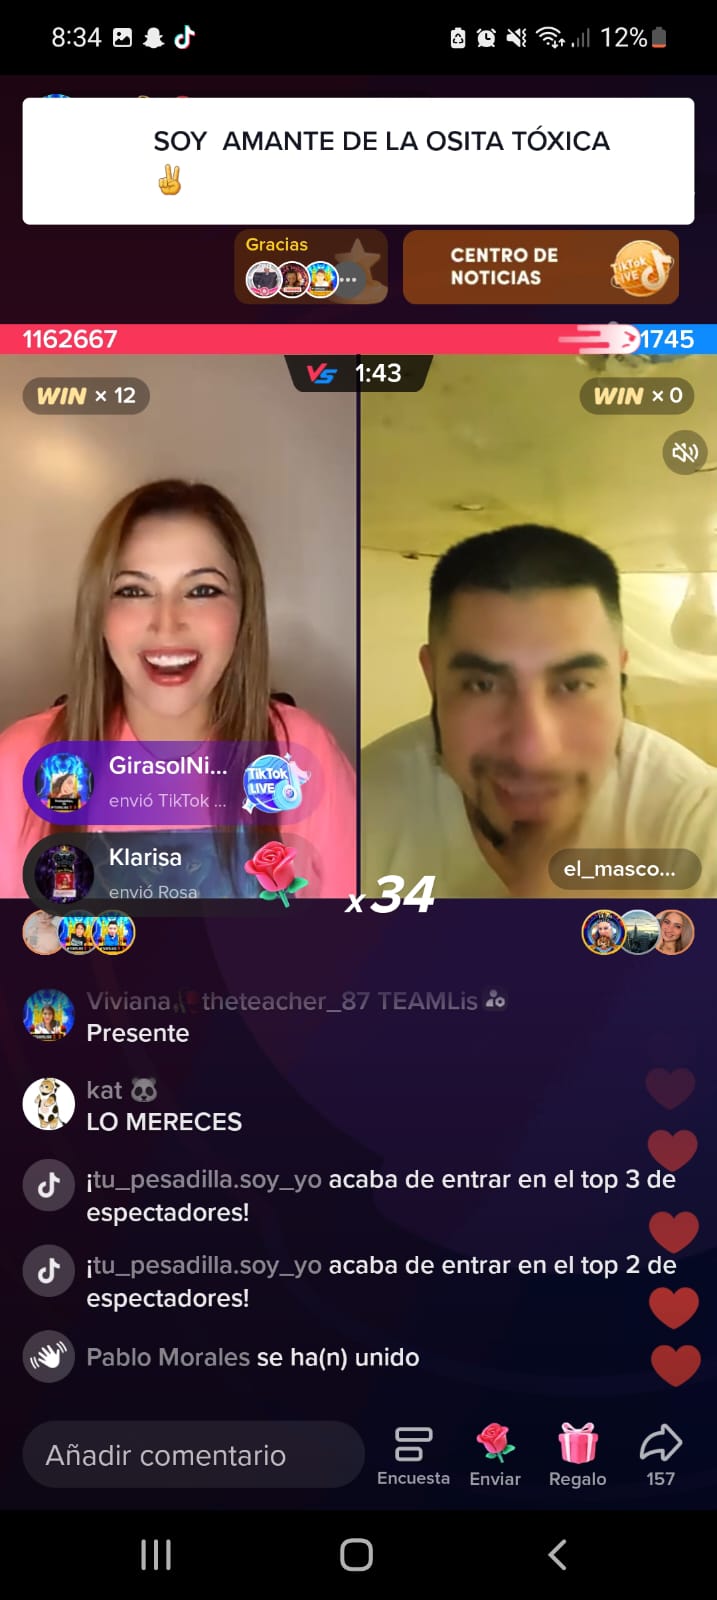 8:34
12%
SOY AMANTE DE LA OSITA TÓXICA
✌️
Gracias
CENTRO DE
NOTICIAS
TikTok
LIVE
1162667
1745
VS 1:43
WIN × 12
WIN × 0
GirasolNi...
envió TikTok ...
TikTok
LIVE
Klarisa
envió Rosa
x 34
el_masco...
Viviana🥀theteacher_87 TEAMLis
Presente
kat 🐼
LO MERECES
¡tu_pesadilla.soy_yo acaba de entrar en el top 3 de
espectadores!
¡tu_pesadilla.soy_yo acaba de entrar en el top 2 de
espectadores!
Pablo Morales se ha(n) unido
Añadir comentario
Encuesta
Enviar
Regalo
157